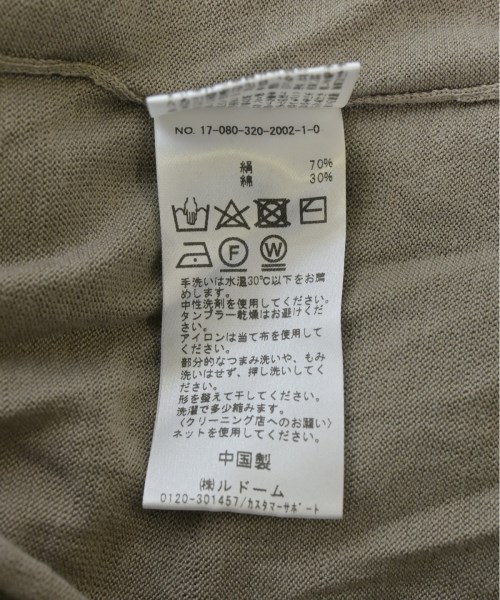 NO. 17-080-320-2002-1-0
絹 70%
綿 30%
F W
手洗いは水温30℃以下をお薦
めします。
中性洗剤を使用してください。
タンブラー乾燥はお避けくださ
い。
アイロンは当て布を使用して
ください。
部分的なつまみ洗いや、もみ
洗いはせず、押し洗いしてく
ださい。
形を整えて干してください。
洗濯で多少縮みます。
〈クリーニング店へのお願い〉
ネットを使用してください。
中国製
㈱ルドーム
0120-301457/カスタマーサポート